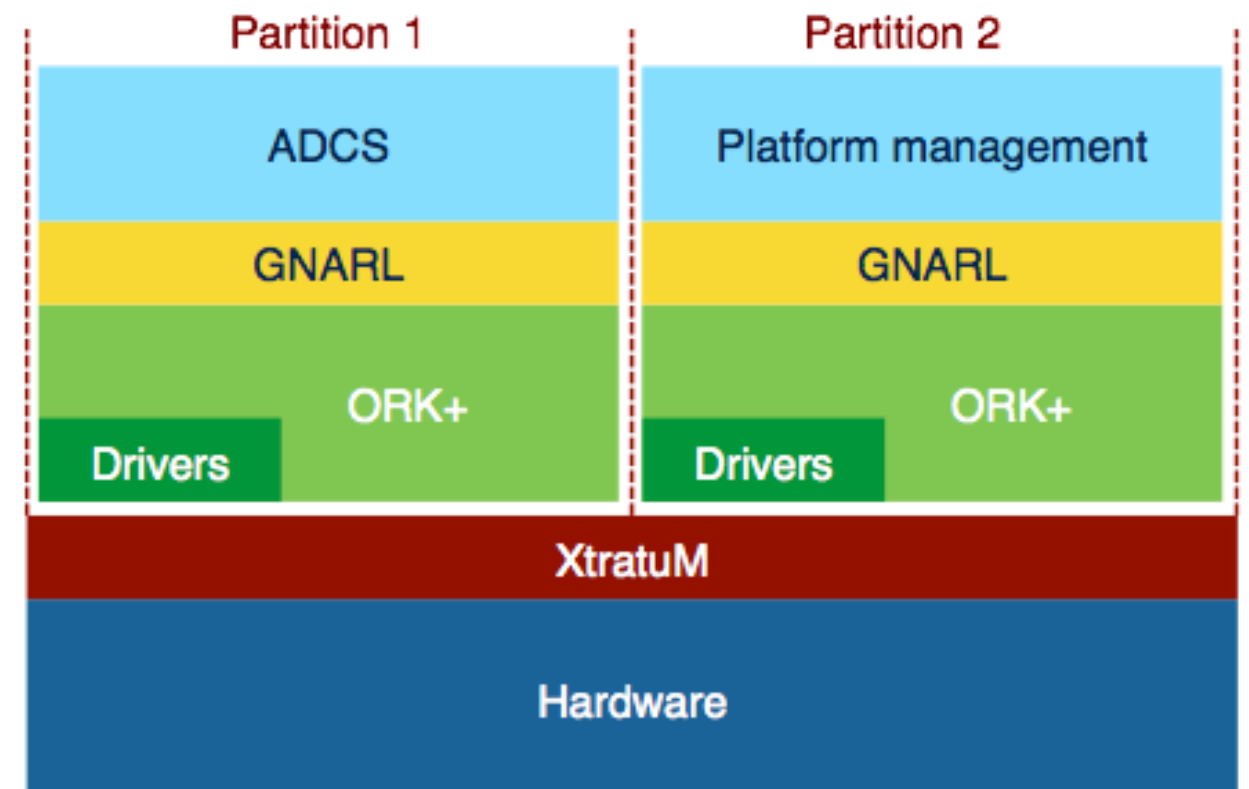 Partition 1
Partition 2
ADCS
Platform management
GNARL
GNARL
ORK+
ORK+
Drivers
Drivers
XtratuM
Hardware